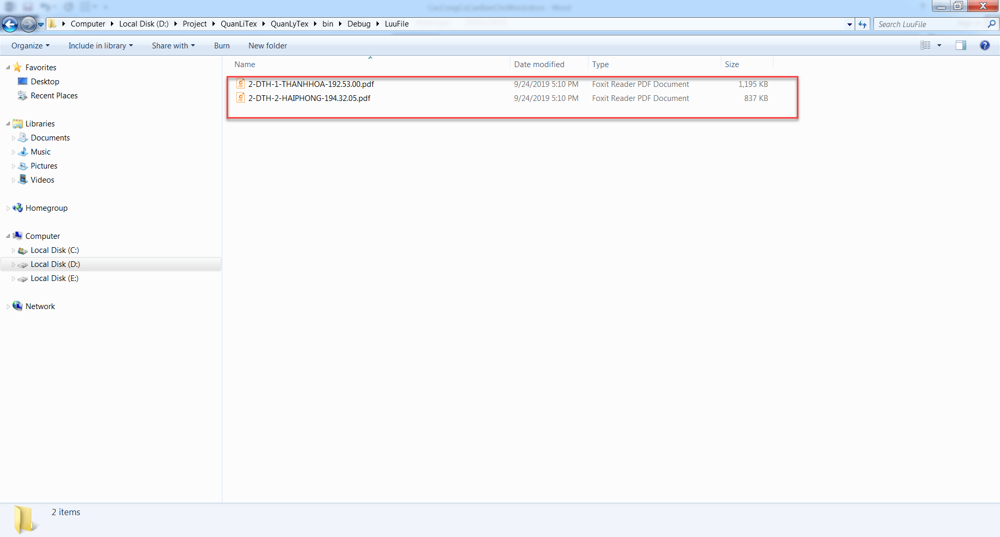 Computer Local Disk (D:) Project QuanLiTex QuanLyTex bin Debug LuuFile
Search LuuFile
Organize Include in library Share with Burn New folder
Name Date modified Type Size
2-DTH-1-THANHHOA-192.53.00.pdf 9/24/2019 5:10 PM Foxit Reader PDF Document 1,195 KB
2-DTH-2-HAIPHONG-194.32.05.pdf 9/24/2019 5:10 PM Foxit Reader PDF Document 837 KB
Favorites
Desktop
Recent Places
Libraries
Documents
Music
Pictures
Videos
Homegroup
Computer
Local Disk (C:)
Local Disk (D:)
Local Disk (E:)
Network
2 items